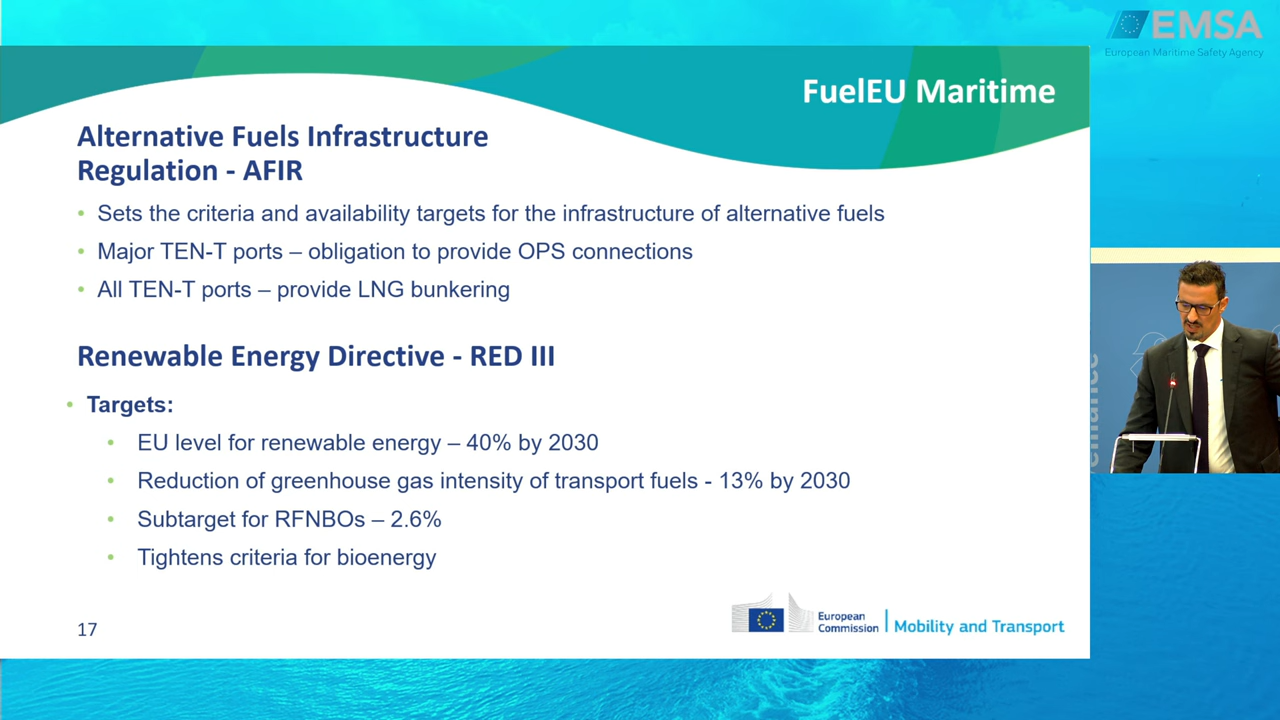 EMSA
European Maritime Safety Agency
FuelEU Maritime
Alternative Fuels Infrastructure
Regulation - AFIR
• Sets the criteria and availability targets for the infrastructure of alternative fuels
• Major TEN-T ports – obligation to provide OPS connections
• All TEN-T ports – provide LNG bunkering
Renewable Energy Directive - RED III
• Targets:
• EU level for renewable energy – 40% by 2030
• Reduction of greenhouse gas intensity of transport fuels - 13% by 2030
• Subtarget for RFNBOs – 2.6%
• Tightens criteria for bioenergy
17
European
Commission
Mobility and Transport